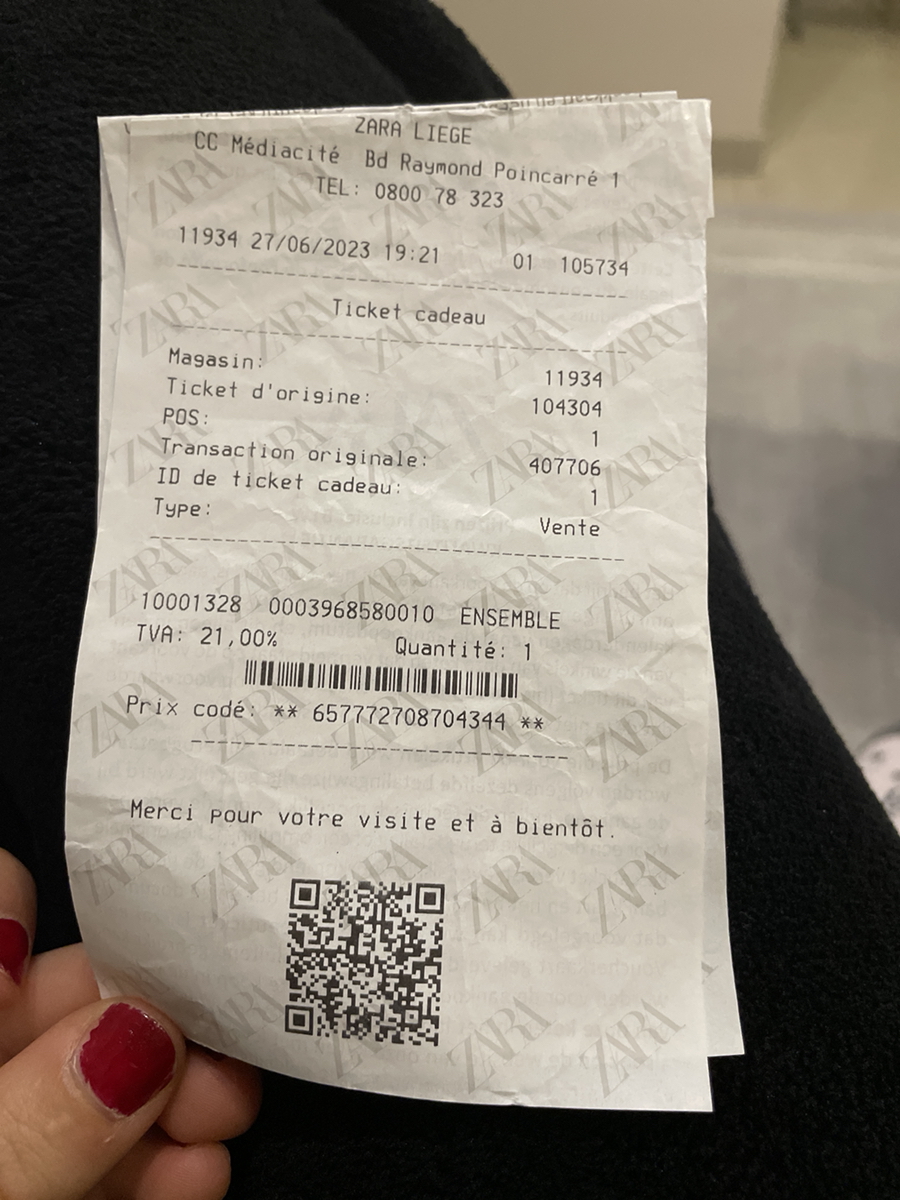 ZARA LIEGE
CC Médiacité Bd Raymond Poincarré 1
TEL: 0800 78 323
11934 27/06/2023 19:21 01 105734
Ticket cadeau
Magasin: 11934
Ticket d'origine: 104304
POS: 1
Transaction originale: 407706
ID de ticket cadeau: 1
Type: Vente
10001328 0003968580010 ENSEMBLE
TVA: 21,00% Quantité: 1
Prix codé: ** 657772708704344 **
Merci pour votre visite et à bientôt.